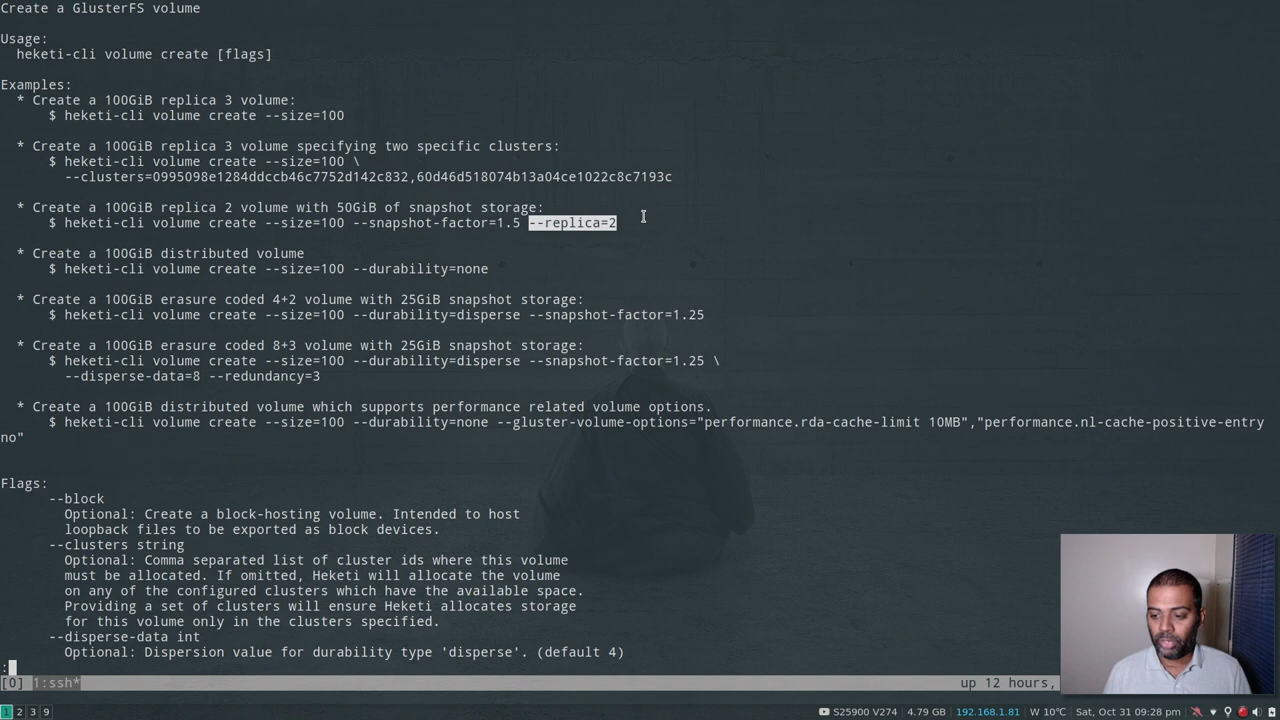 Create a GlusterFS volume
Usage:
heketi-cli volume create [flags]
Examples:
* Create a 100GiB replica 3 volume:
$ heketi-cli volume create --size=100
* Create a 100GiB replica 3 volume specifying two specific clusters:
$ heketi-cli volume create --size=100 \
--clusters=0995098e1284ddccb46c7752d142c832,60d46d518074b13a04ce1022c8c7193c
* Create a 100GiB replica 2 volume with 50GiB of snapshot storage:
$ heketi-cli volume create --size=100 --snapshot-factor=1.5 --replica=2
* Create a 100GiB distributed volume
$ heketi-cli volume create --size=100 --durability=none
* Create a 100GiB erasure coded 4+2 volume with 25GiB snapshot storage:
$ heketi-cli volume create --size=100 --durability=disperse --snapshot-factor=1.25
* Create a 100GiB erasure coded 8+3 volume with 25GiB snapshot storage:
$ heketi-cli volume create --size=100 --durability=disperse --snapshot-factor=1.25 \
--disperse-data=8 --redundancy=3
* Create a 100GiB distributed volume which supports performance related volume options.
$ heketi-cli volume create --size=100 --durability=none --gluster-volume-options="performance.rda-cache-limit 10MB","performance.nl-cache-positive-entry
no"
Flags:
--block
Optional: Create a block-hosting volume. Intended to host
loopback files to be exported as block devices.
--clusters string
Optional: Comma separated list of cluster ids where this volume
must be allocated. If omitted, Heketi will allocate the volume
on any of the configured clusters which have the available space.
Providing a set of clusters will ensure Heketi allocates storage
for this volume only in the clusters specified.
--disperse-data int
Optional: Dispersion value for durability type 'disperse'. (default 4)
:
[0] 1:ssh* up 12 hours,
1 2 3 9 S25900 V274 4.79 GB 192.168.1.81 W 10°C Sat, Oct 31 09:28 pm